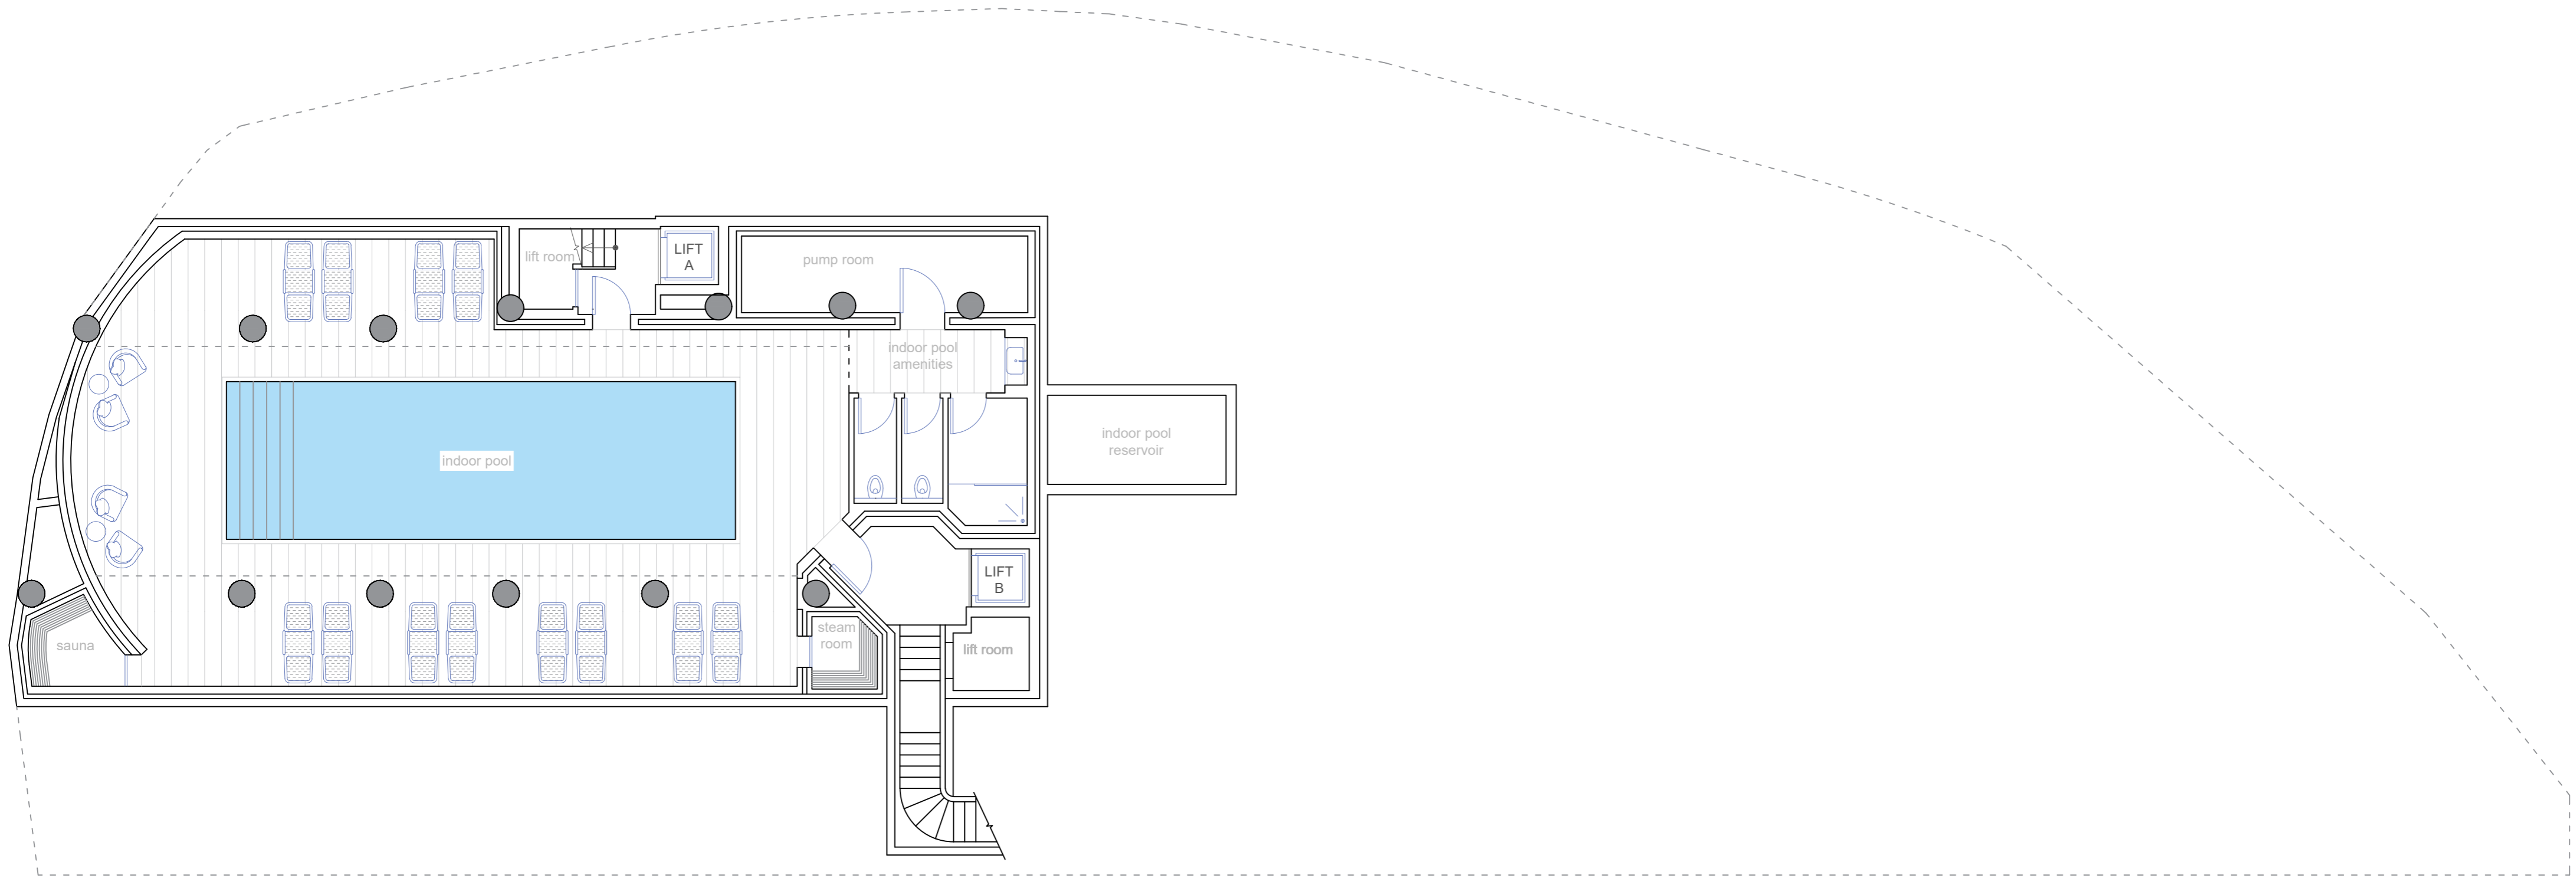 lift room
LIFT
A
pump room
indoor pool
amenities
indoor pool
reservoir
indoor pool
LIFT
B
sauna
steam
room
lift room